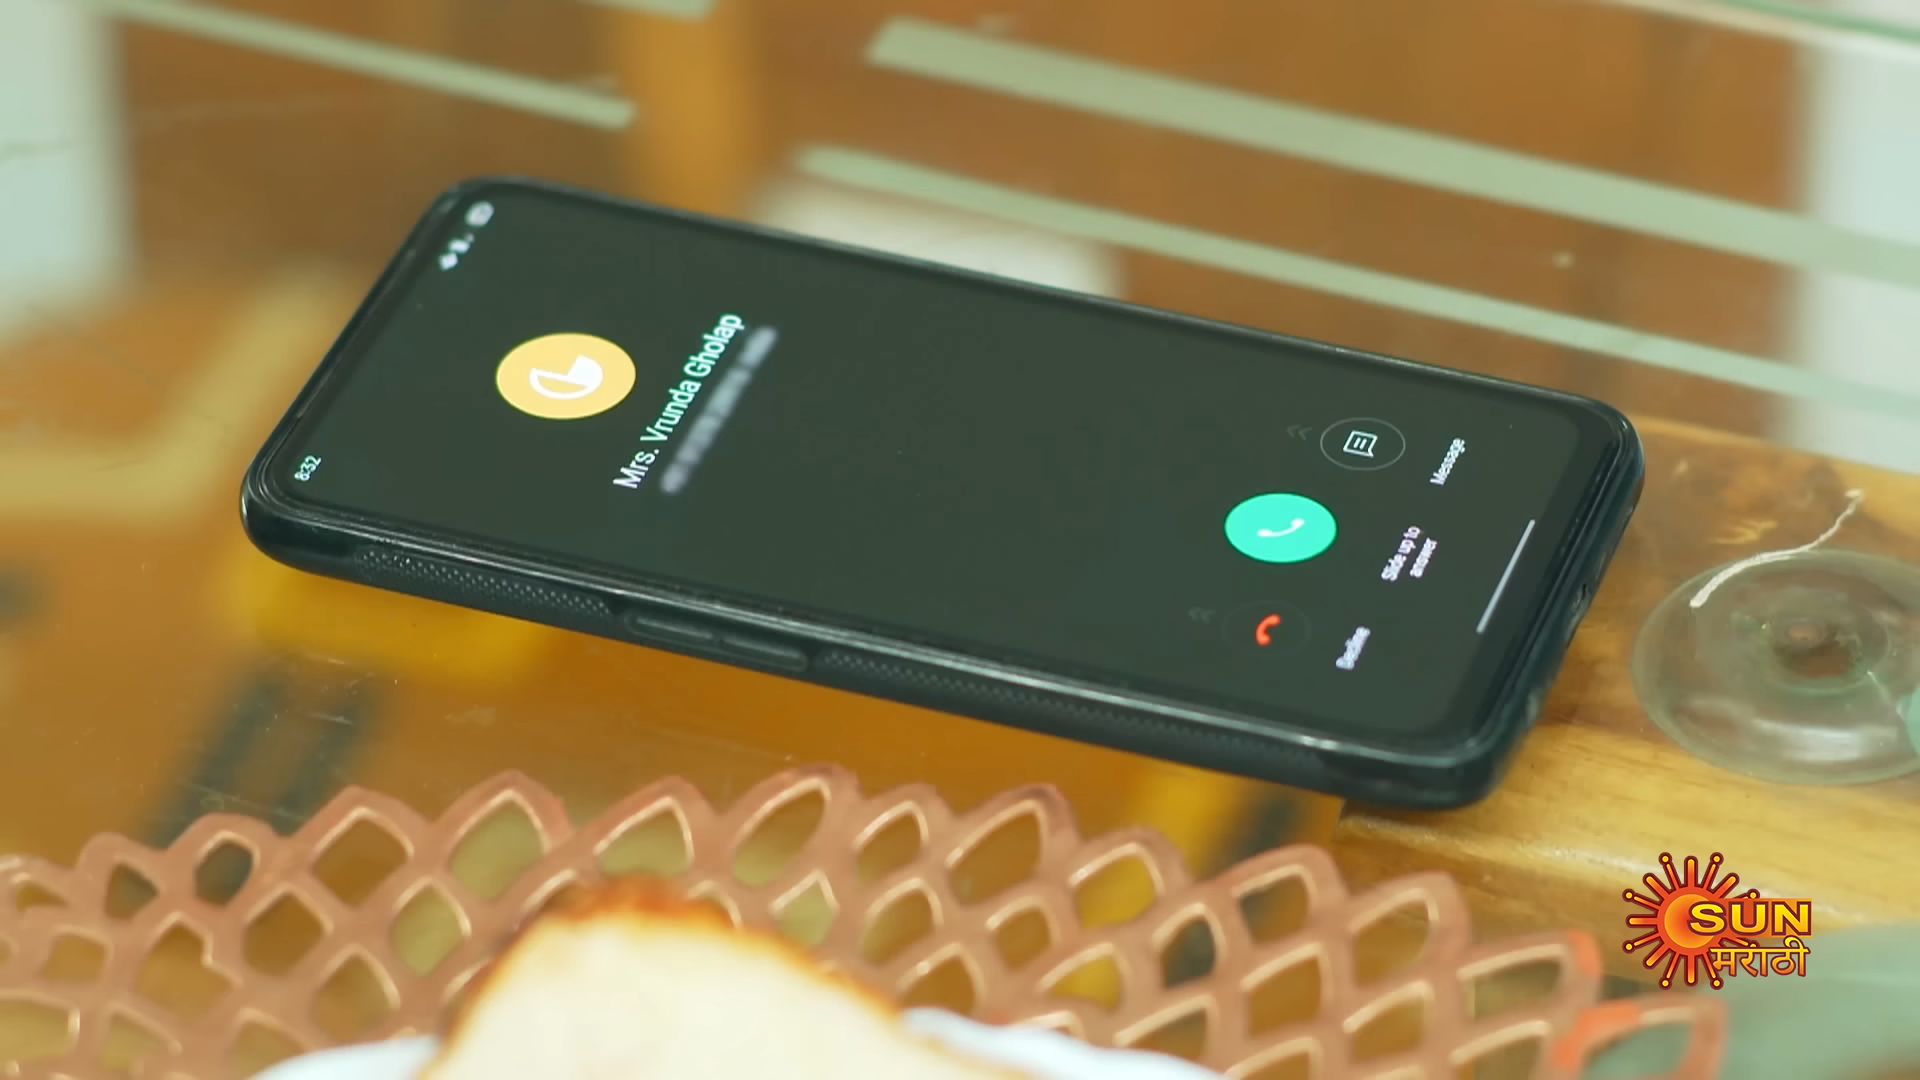 8:32
Mrs. Vrunda Gholap
Message
Slide up to
answer
Decline
SUN
मराठी